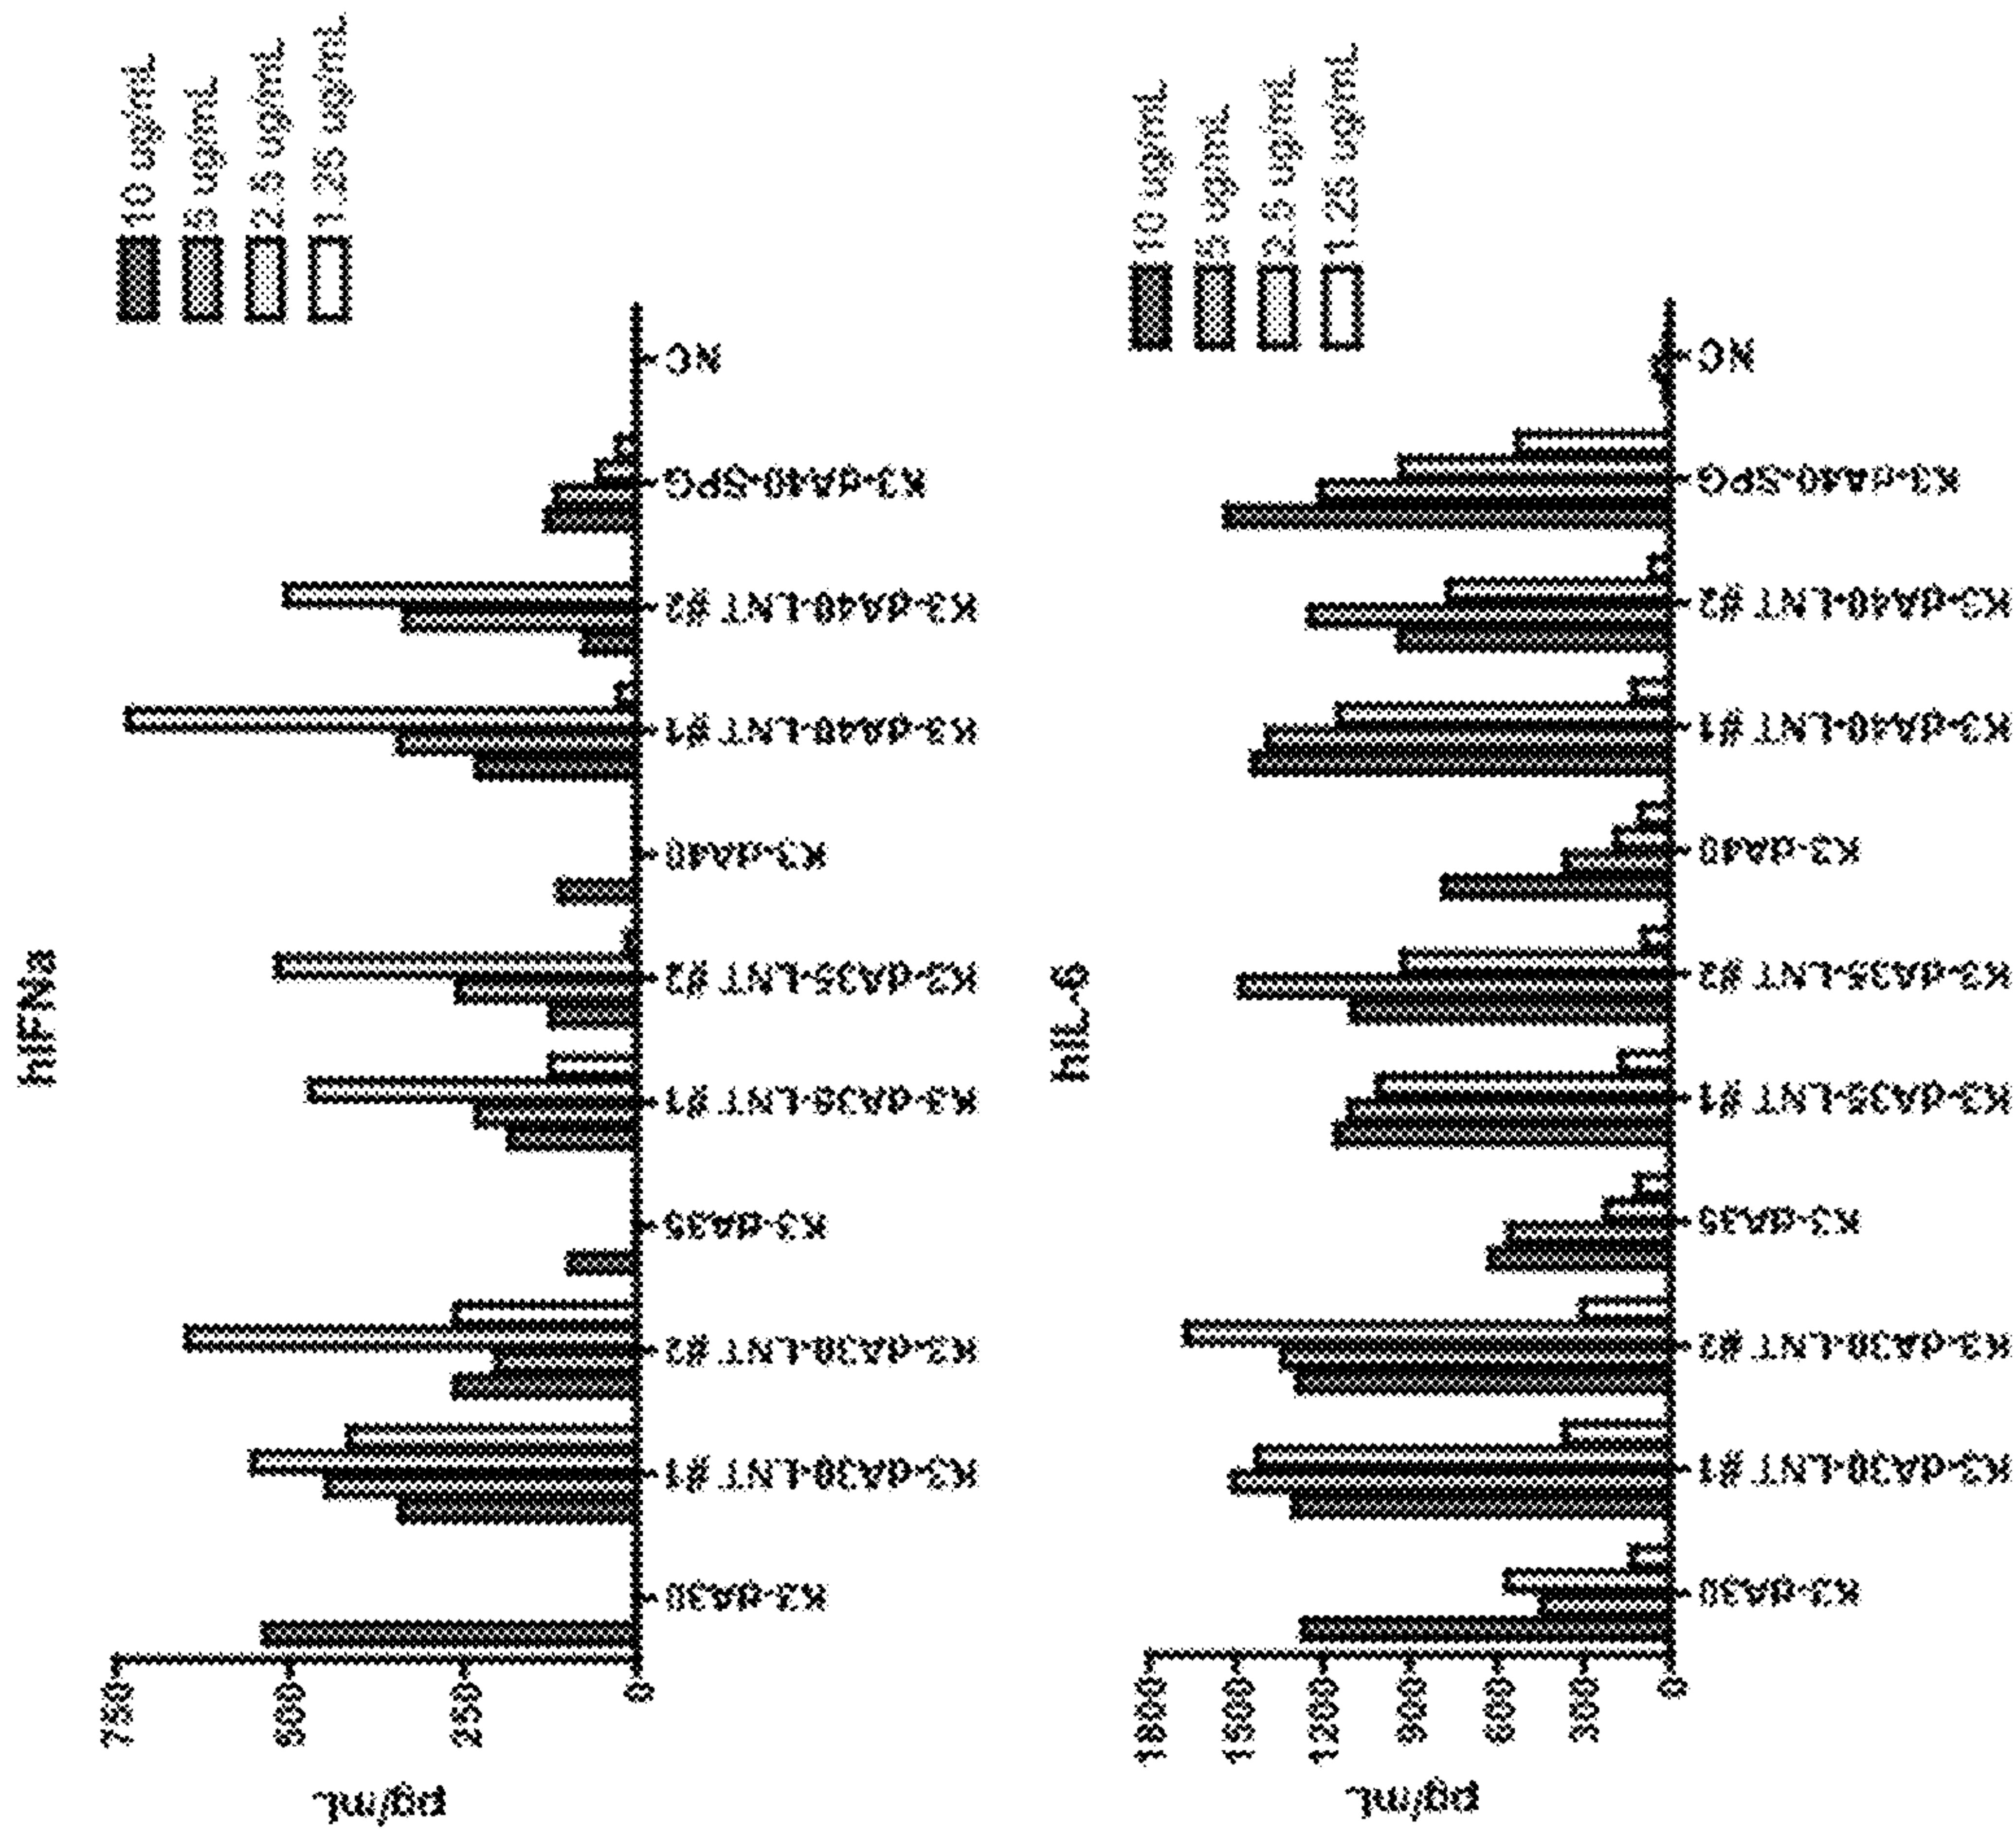 hIFNa
pg/mL
750
500
250
0
K3-dA30
K3-dA30-LNT #1
K3-dA30-LNT #2
K3-dA35
K3-dA35-LNT #1
K3-dA35-LNT #2
K3-dA40
K3-dA40-LNT #1
K3-dA40-LNT #2
K3-dA40-SPG
NC
10 ug/mL
5 ug/mL
2.5 ug/mL
1.25 ug/mL
hIL-6
pg/mL
1800
1500
1200
900
600
300
0
K3-dA30
K3-dA30-LNT #1
K3-dA30-LNT #2
K3-dA35
K3-dA35-LNT #1
K3-dA35-LNT #2
K3-dA40
K3-dA40-LNT #1
K3-dA40-LNT #2
K3-dA40-SPG
NC
10 ug/mL
5 ug/mL
2.5 ug/mL
1.25 ug/mL